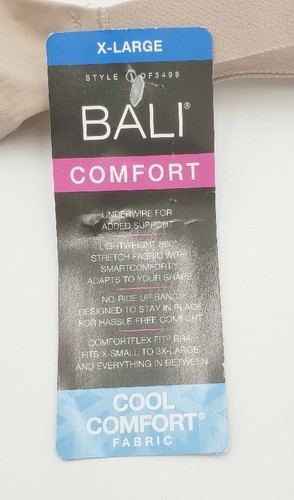 X-LARGE
STYLE DF3498
BALI®
COMFORT
UNDERWIRE FOR
ADDED SUPPORT
LIGHTWEIGHT 360°
STRETCH FABRIC WITH
SMARTCOMFORT™
ADAPTS TO YOUR SHAPE
NO RIDE UP BAND
DESIGNED TO STAY IN PLACE
FOR HASSLE-FREE COMFORT
COMFORTFLEX FIT® BRA
FITS X-SMALL TO 3X-LARGE
AND EVERYTHING IN BETWEEN
COOL
COMFORT®
FABRIC